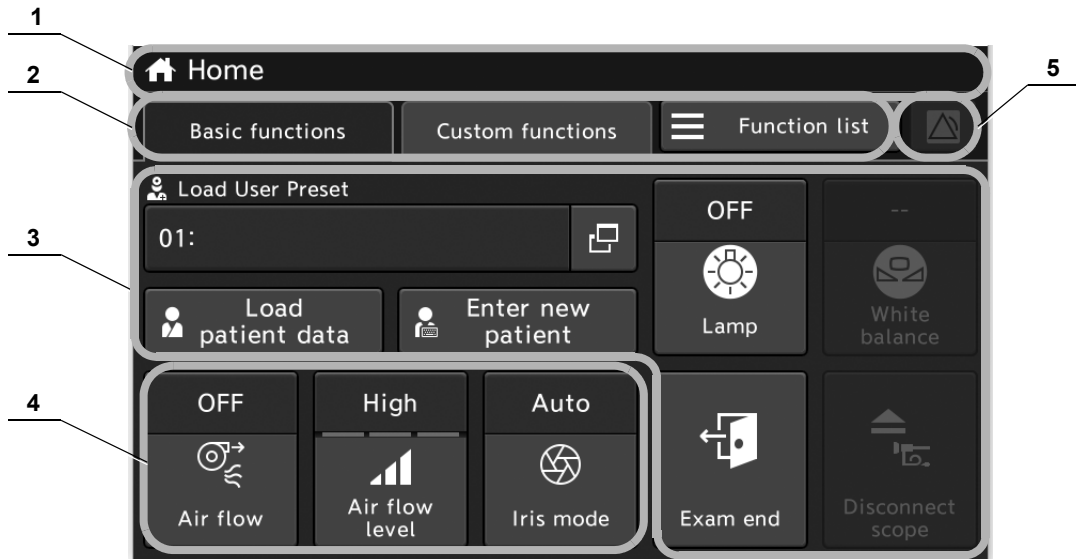 1
Home
2
5
Basic functions
Custom functions
Function list
Load User Preset
01:
OFF
--
3
Load
patient data
Enter new
patient
Lamp
White
balance
4
OFF
High
Auto
Air flow
Air flow
level
Iris mode
Exam end
Disconnect
scope